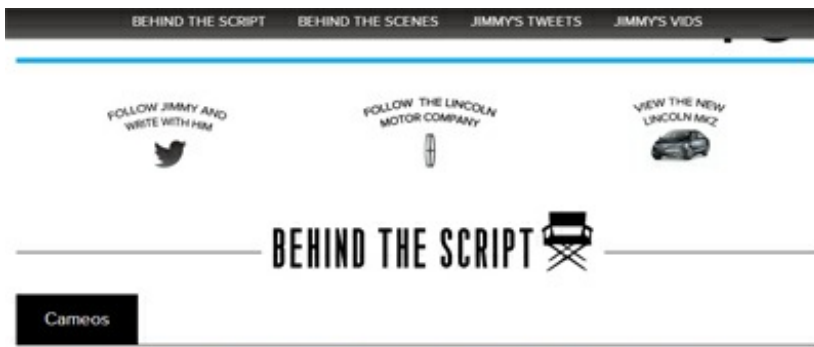 BEHIND THE SCRIPT BEHIND THE SCENES JIMMY'S TWEETS JIMMY'S VIDS
FOLLOW JIMMY AND
WRITE WITH HIM
FOLLOW THE LINCOLN
MOTOR COMPANY
VIEW THE NEW
LINCOLN MKZ
BEHIND THE SCRIPT
Cameos